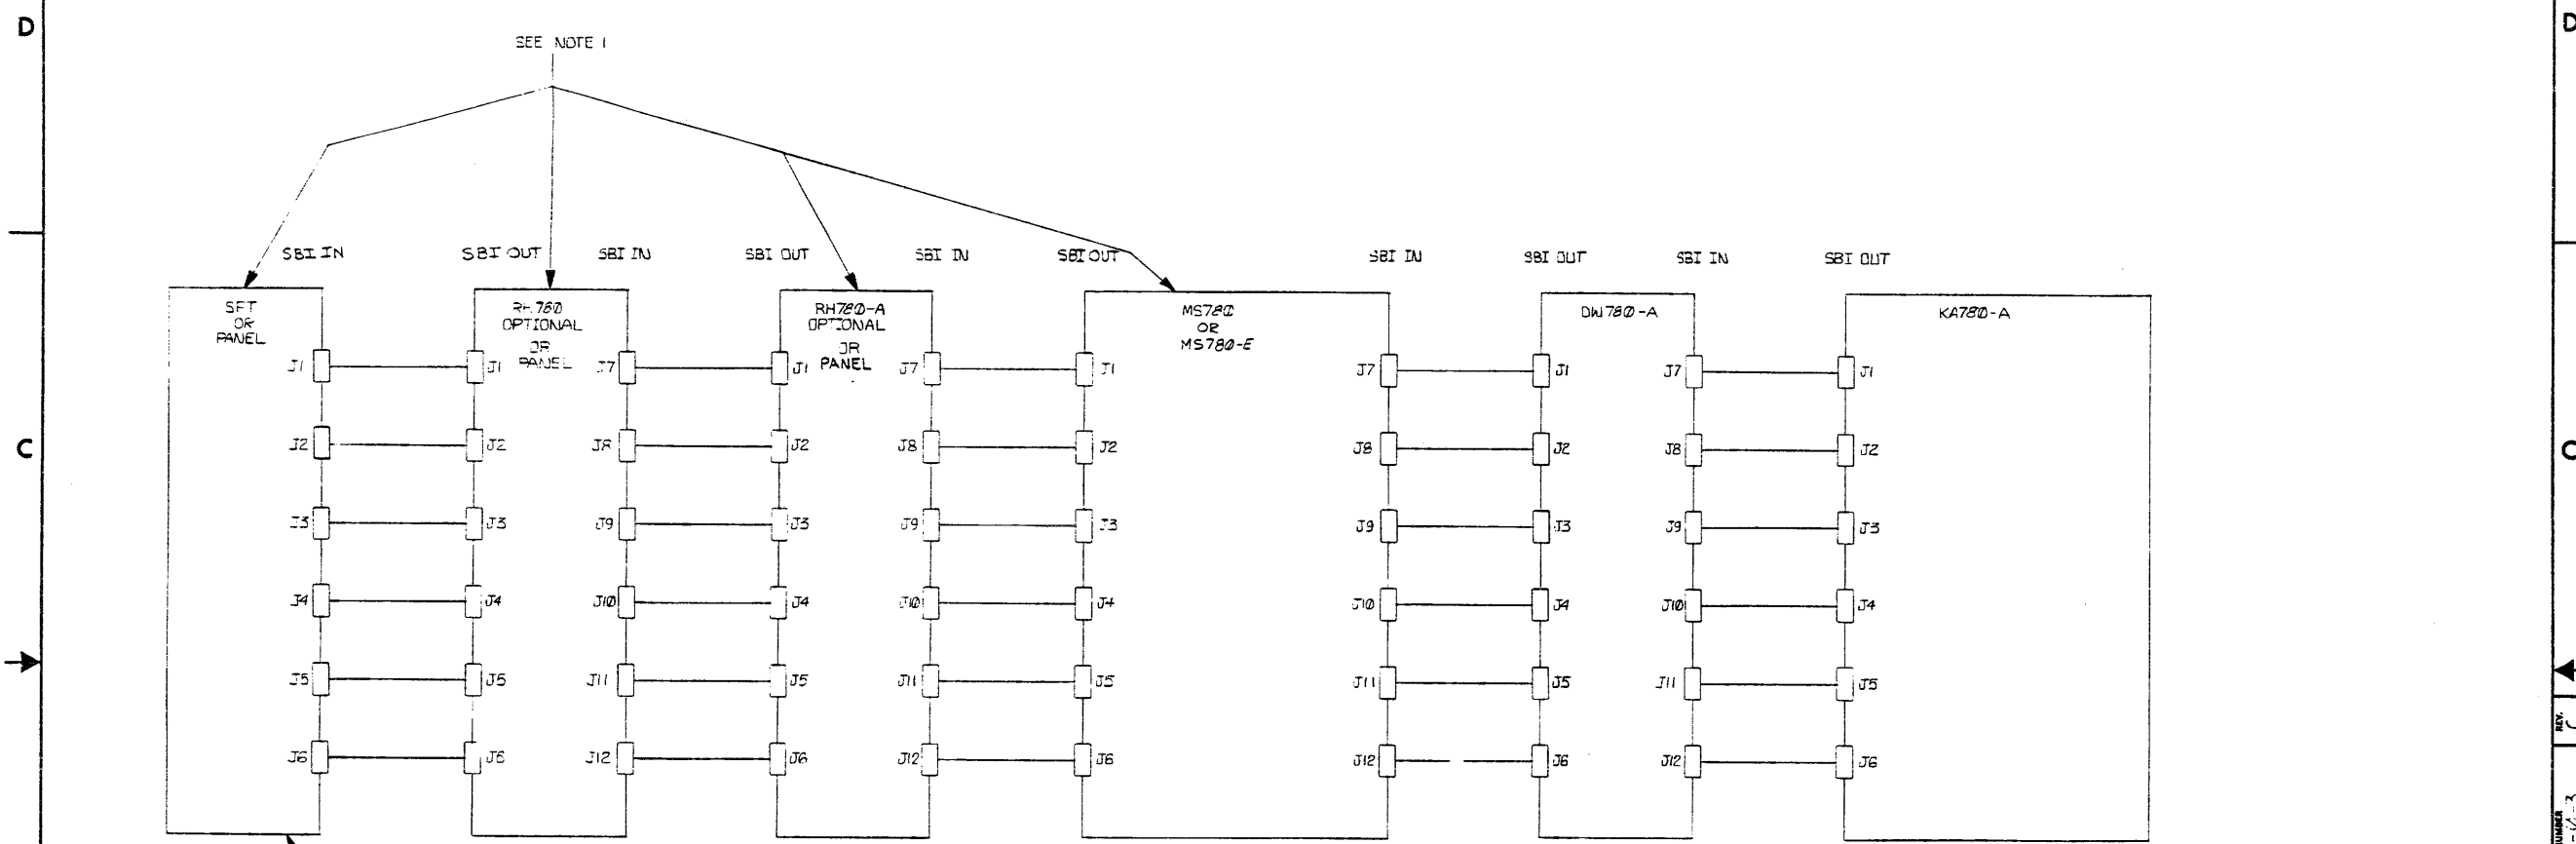 D
D
SEE NOTE 1
SBI IN
SBI OUT
SBI IN
SBI OUT
SBI IN
SBI OUT
SBI IN
SBI OUT
SBI IN
SBI OUT
SFT
OR
PANEL
RH780
OPTIONAL
OR
PANEL
RH780-A
OPTIONAL
OR
PANEL
MS780
OR
MS780-E
DW780-A
KA780-A
J1 J1 J7 J1 J7 J1 J7 J1 J7 J1
J2 J2 J8 J2 J8 J2 J8 J2 J8 J2
C
C
J3 J3 J9 J3 J9 J3 J9 J3 J9 J3
J4 J4 J10 J4 J10 J4 J10 J4 J10 J4
J5 J5 J11 J5 J11 J5 J11 J5 J11 J5
J6 J6 J12 J6 J12 J6 J12 J6 J12 J6
REV.
NUMBER